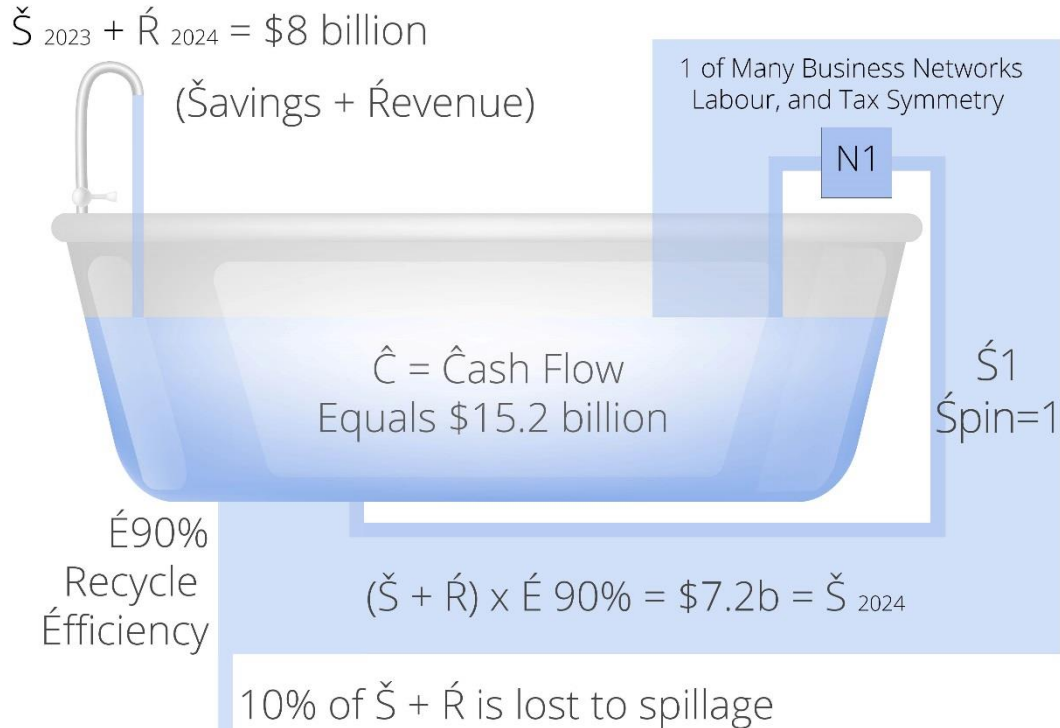 Š 2023 + Ŕ 2024 = $8 billion
(Šavings + Ŕevenue)
1 of Many Business Networks
Labour, and Tax Symmetry
N1
Ĉ = Ĉash Flow
Equals $15.2 billion
Ś1
Śpin=1
É90%
Recycle
Éfficiency
(Š + Ŕ) x É 90% = $7.2b = Š 2024
10% of Š + Ŕ is lost to spillage